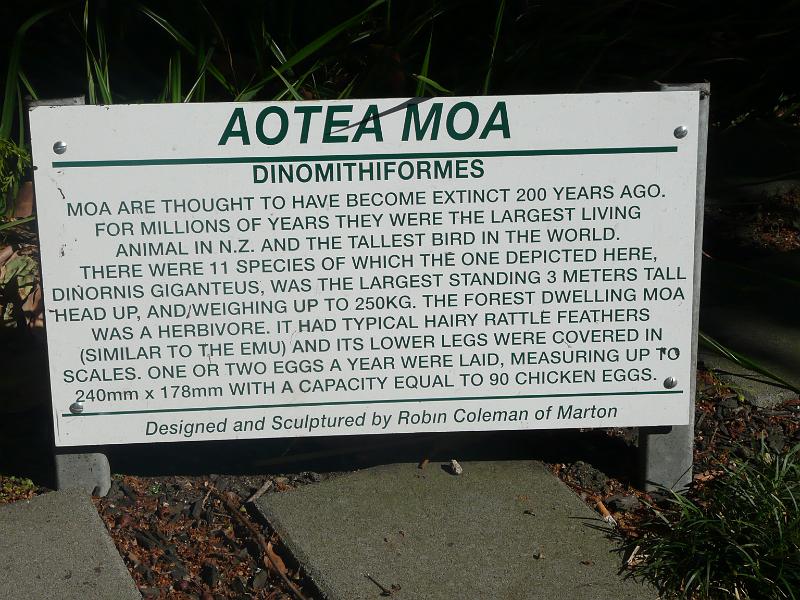 AOTEA MOA
DINOMITHIFORMES
MOA ARE THOUGHT TO HAVE BECOME EXTINCT 200 YEARS AGO.
FOR MILLIONS OF YEARS THEY WERE THE LARGEST LIVING
ANIMAL IN N.Z. AND THE TALLEST BIRD IN THE WORLD.
THERE WERE 11 SPECIES OF WHICH THE ONE DEPICTED HERE,
DINORNIS GIGANTEUS, WAS THE LARGEST STANDING 3 METERS TALL
HEAD UP, AND WEIGHING UP TO 250KG. THE FOREST DWELLING MOA
WAS A HERBIVORE. IT HAD TYPICAL HAIRY RATTLE FEATHERS
(SIMILAR TO THE EMU) AND ITS LOWER LEGS WERE COVERED IN
SCALES. ONE OR TWO EGGS A YEAR WERE LAID, MEASURING UP TO
240mm x 178mm WITH A CAPACITY EQUAL TO 90 CHICKEN EGGS.
Designed and Sculptured by Robin Coleman of Marton